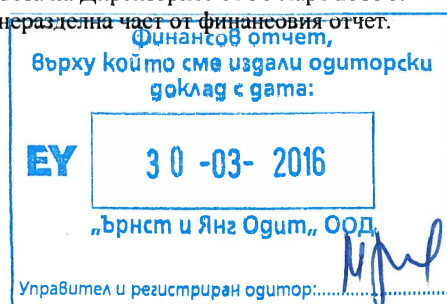 неразделна част от финансовия отчет.
Финансов отчет,
върху който сме издали одиторски
доклад с дата:
EY
30 -03- 2016
„Ърнст и Янг Одит„ ООД
Управител и регистриран одитор: